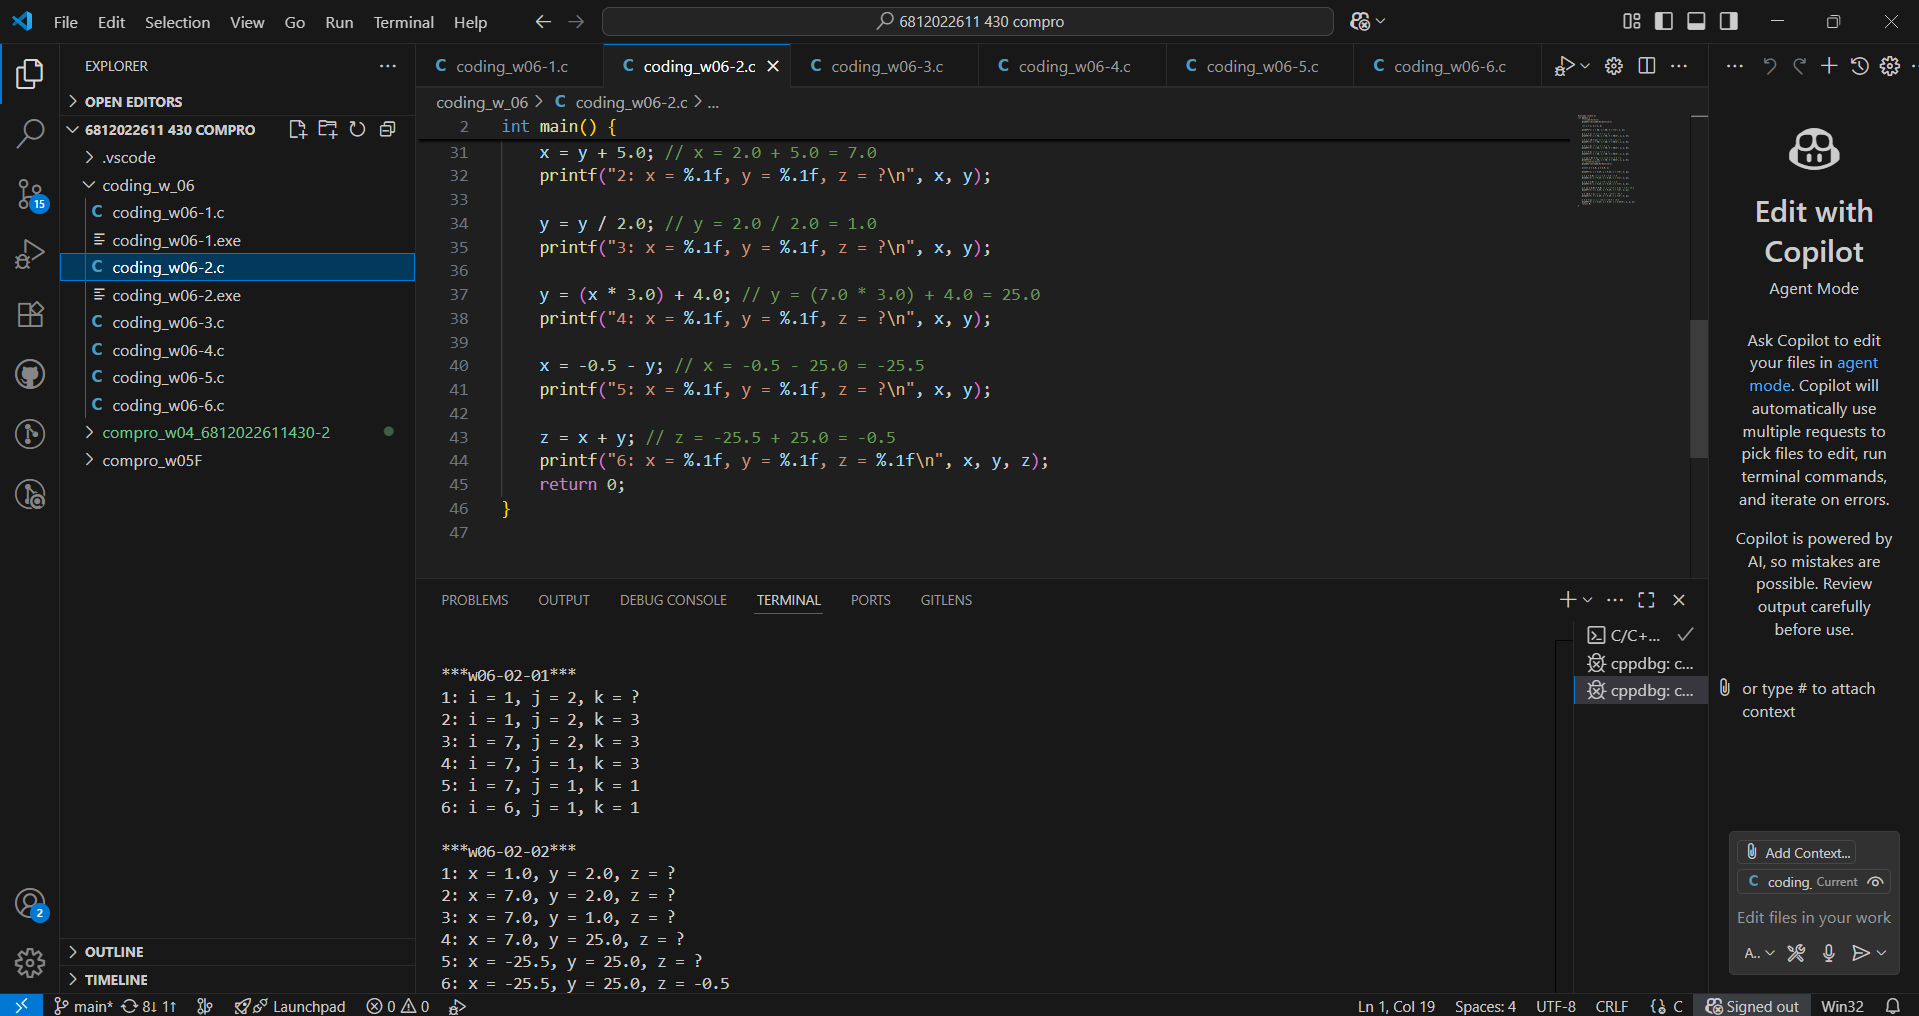 File Edit Selection View Go Run Terminal Help
6812022611 430 compro
EXPLORER
OPEN EDITORS
6812022611 430 COMPRO
.vscode
coding_w_06
C coding_w06-1.c
coding_w06-1.exe
C coding_w06-2.c
coding_w06-2.exe
C coding_w06-3.c
C coding_w06-4.c
C coding_w06-5.c
C coding_w06-6.c
compro_w04_6812022611430-2
compro_w05F
OUTLINE
TIMELINE
15
2
C coding_w06-1.c C coding_w06-2.c C coding_w06-3.c C coding_w06-4.c C coding_w06-5.c C coding_w06-6.c
coding_w_06 > C coding_w06-2.c > ...
2 int main() {
31 x = y + 5.0; // x = 2.0 + 5.0 = 7.0
32 printf("2: x = %.1f, y = %.1f, z = ?\n", x, y);
33
34 y = y / 2.0; // y = 2.0 / 2.0 = 1.0
35 printf("3: x = %.1f, y = %.1f, z = ?\n", x, y);
36
37 y = (x * 3.0) + 4.0; // y = (7.0 * 3.0) + 4.0 = 25.0
38 printf("4: x = %.1f, y = %.1f, z = ?\n", x, y);
39
40 x = -0.5 - y; // x = -0.5 - 25.0 = -25.5
41 printf("5: x = %.1f, y = %.1f, z = ?\n", x, y);
42
43 z = x + y; // z = -25.5 + 25.0 = -0.5
44 printf("6: x = %.1f, y = %.1f, z = %.1f\n", x, y, z);
45 return 0;
46 }
47
PROBLEMS OUTPUT DEBUG CONSOLE TERMINAL PORTS GITLENS
***w06-02-01***
1: i = 1, j = 2, k = ?
2: i = 1, j = 2, k = 3
3: i = 7, j = 2, k = 3
4: i = 7, j = 1, k = 3
5: i = 7, j = 1, k = 1
6: i = 6, j = 1, k = 1
***w06-02-02***
1: x = 1.0, y = 2.0, z = ?
2: x = 7.0, y = 2.0, z = ?
3: x = 7.0, y = 1.0, z = ?
4: x = 7.0, y = 25.0, z = ?
5: x = -25.5, y = 25.0, z = ?
6: x = -25.5, y = 25.0, z = -0.5
C/C+...
cppdbg: c...
cppdbg: c...
Edit with
Copilot
Agent Mode
Ask Copilot to edit
your files in agent
mode. Copilot will
automatically use
multiple requests to
pick files to edit, run
terminal commands,
and iterate on errors.
Copilot is powered by
AI, so mistakes are
possible. Review
output carefully
before use.
or type # to attach
context
Add Context...
C coding_ Current
Edit files in your work
A..
main* 8↓ 1↑ Launchpad 0 0 Ln 1, Col 19 Spaces: 4 UTF-8 CRLF {} C Signed out Win32